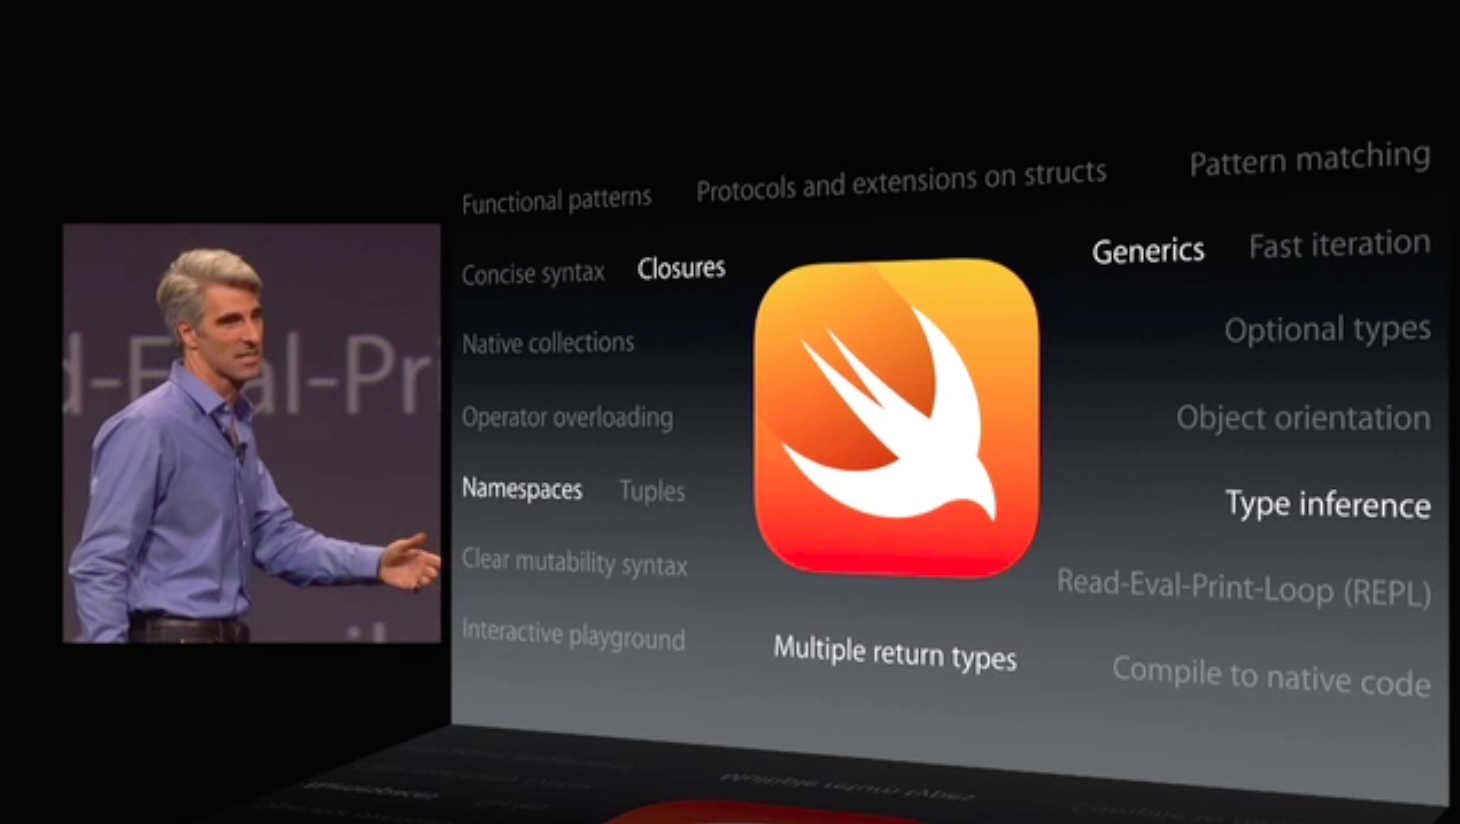 Functional patterns
Protocols and extensions on structs
Pattern matching
Concise syntax
Closures
Generics
Fast iteration
Native collections
Optional types
Operator overloading
Object orientation
Namespaces
Tuples
Type inference
Clear mutability syntax
Read-Eval-Print-Loop (REPL)
Interactive playground
Multiple return types
Compile to native code
d-Eval-Pr